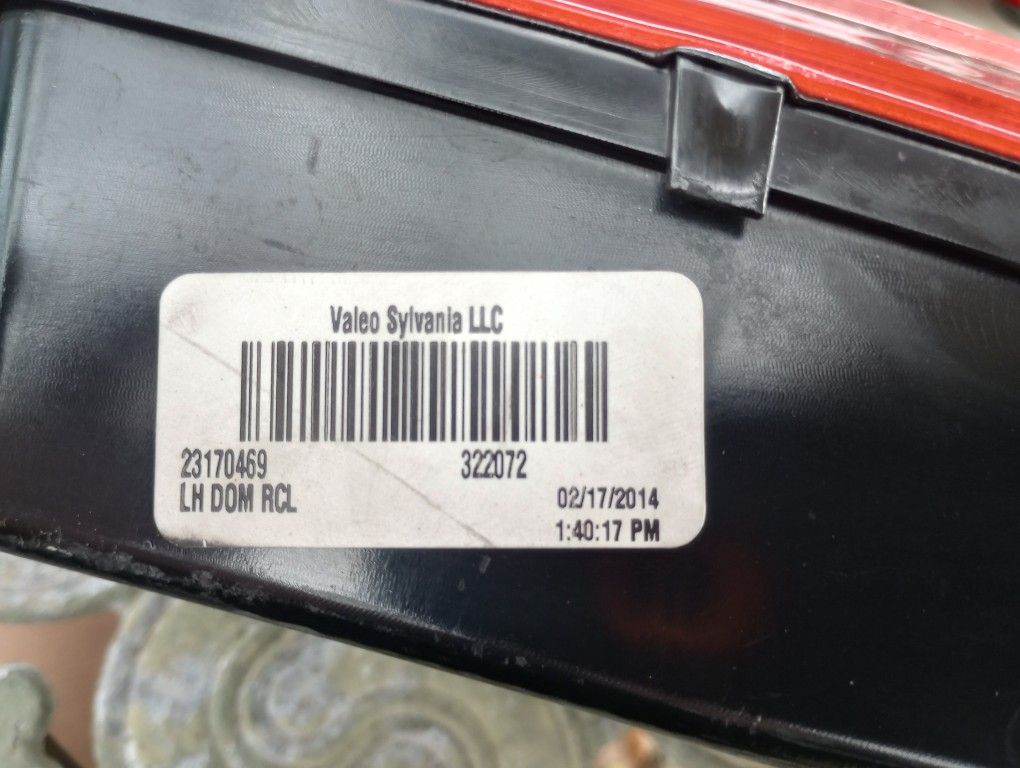 Valeo Sylvania LLC
23170469 322072
LH DOM RCL
02/17/2014
1:40:17 PM